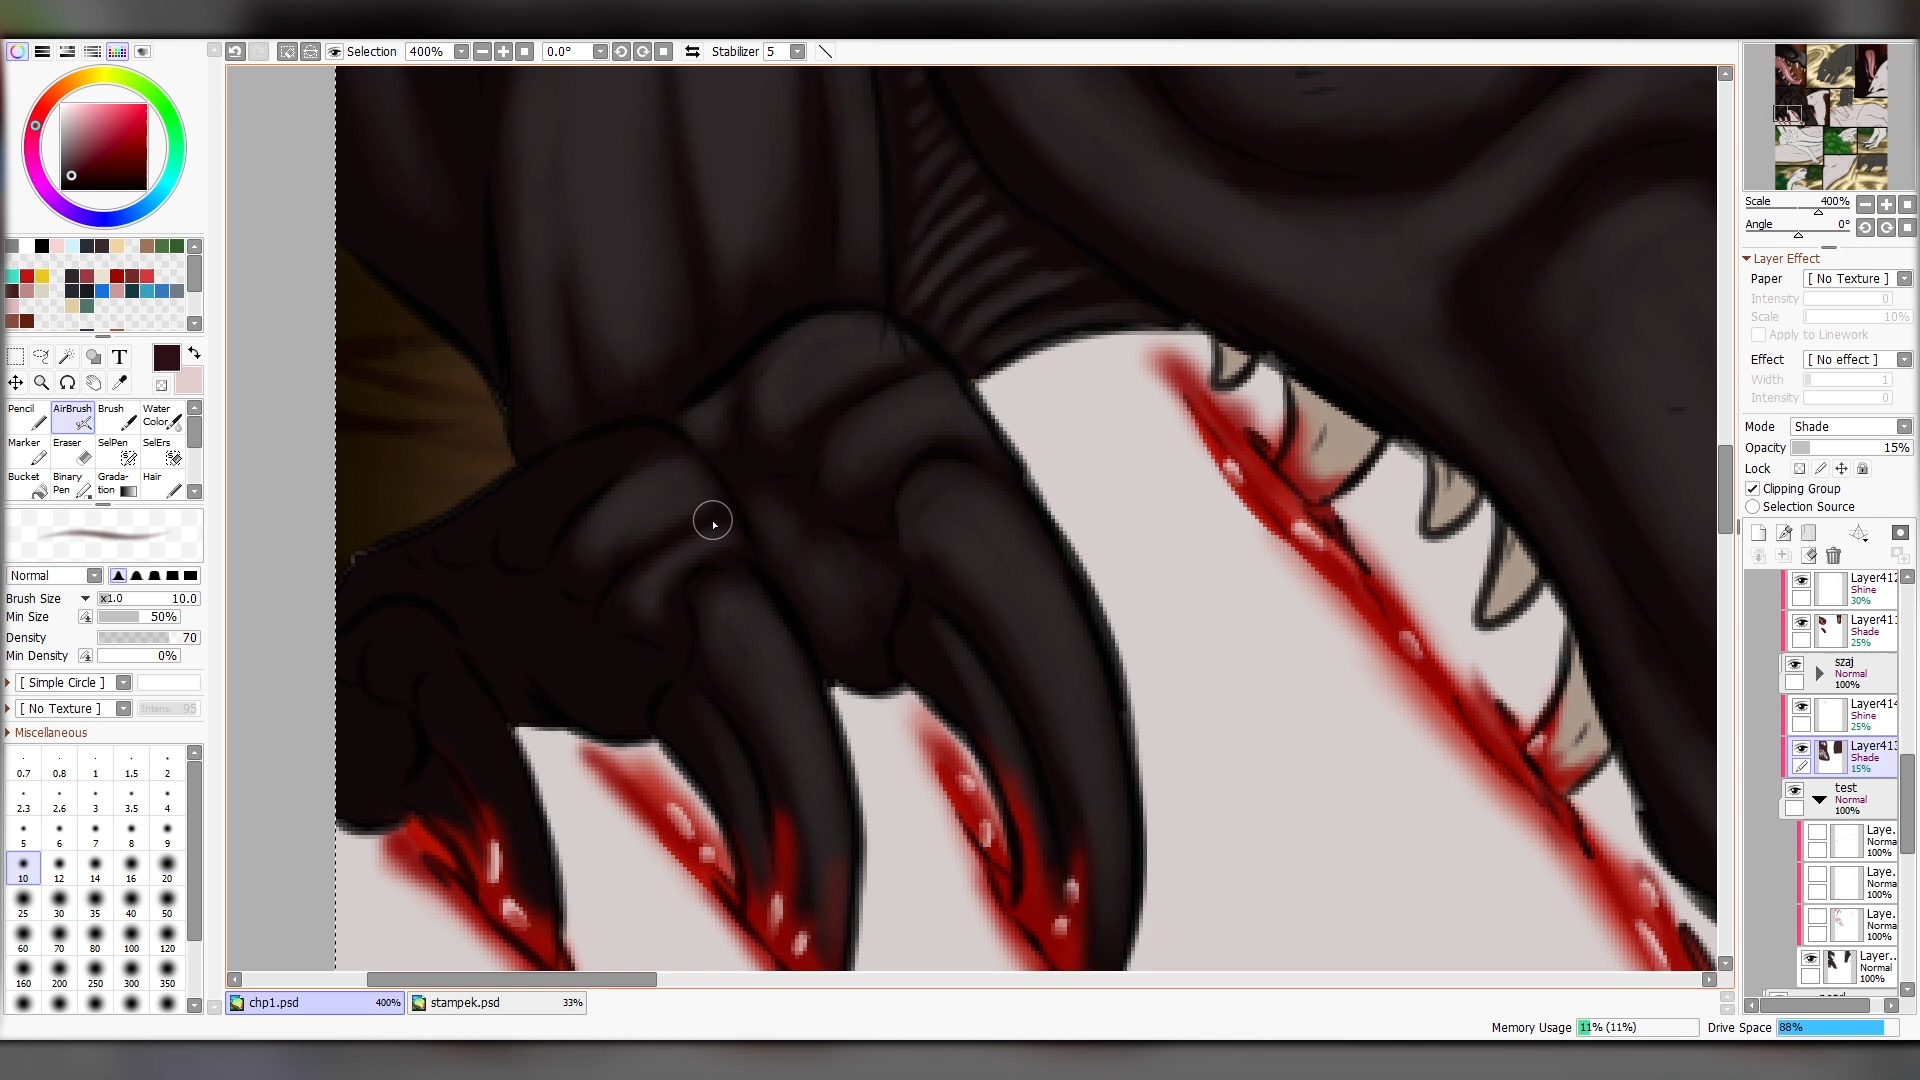 Selection 400% 0.0° Stabilizer 5
Scale 400%
Angle 0°
Layer Effect
Paper [ No Texture ]
Intensity 0
Scale 10%
Apply to Linework
Effect [ No effect ]
Width 1
Intensity 0
Mode Shade
Opacity 15%
Lock
Clipping Group
Selection Source
T
Pencil AirBrush Brush Water Color
Marker Eraser SelPen SelErs
Bucket Binary Pen Grada-tion Hair
Normal
Brush Size x1.0 10.0
Min Size 50%
Density 70
Min Density 0%
[ Simple Circle ]
[ No Texture ] Intens. 95
Miscellaneous
0.7 0.8 1 1.5 2
2.3 2.6 3 3.5 4
5 6 7 8 9
10 12 14 16 20
25 30 35 40 50
60 70 80 100 120
160 200 250 300 350
Layer412
Shine
30%
Layer411
Shade
25%
szaj
Normal
100%
Layer414
Shine
25%
Layer413
Shade
15%
test
Normal
100%
Laye.
Norma
100%
Laye.
Norma
100%
Laye.
Norma
100%
Layer..
Normal
100%
chp1.psd 400% stampek.psd 33%
Memory Usage 11% (11%) Drive Space 88%